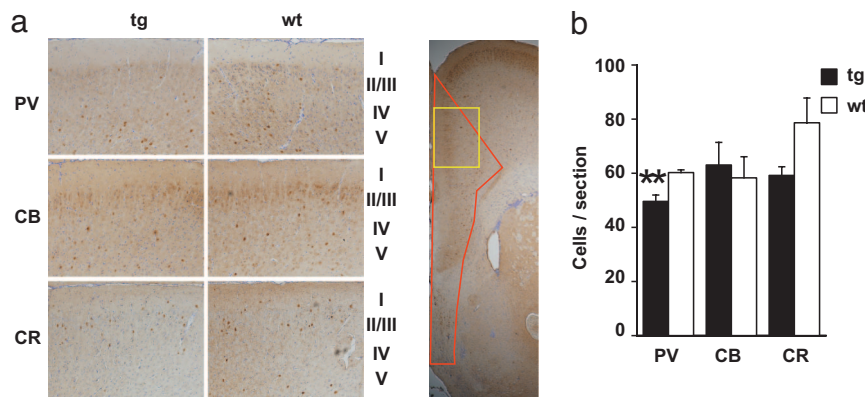 a
tg wt
PV
I
II/III
IV
V
CB
I
II/III
IV
V
CR
I
II/III
IV
V
b
tg
wt
Cells / section
100
80
60
40
20
0
**
PV CB CR